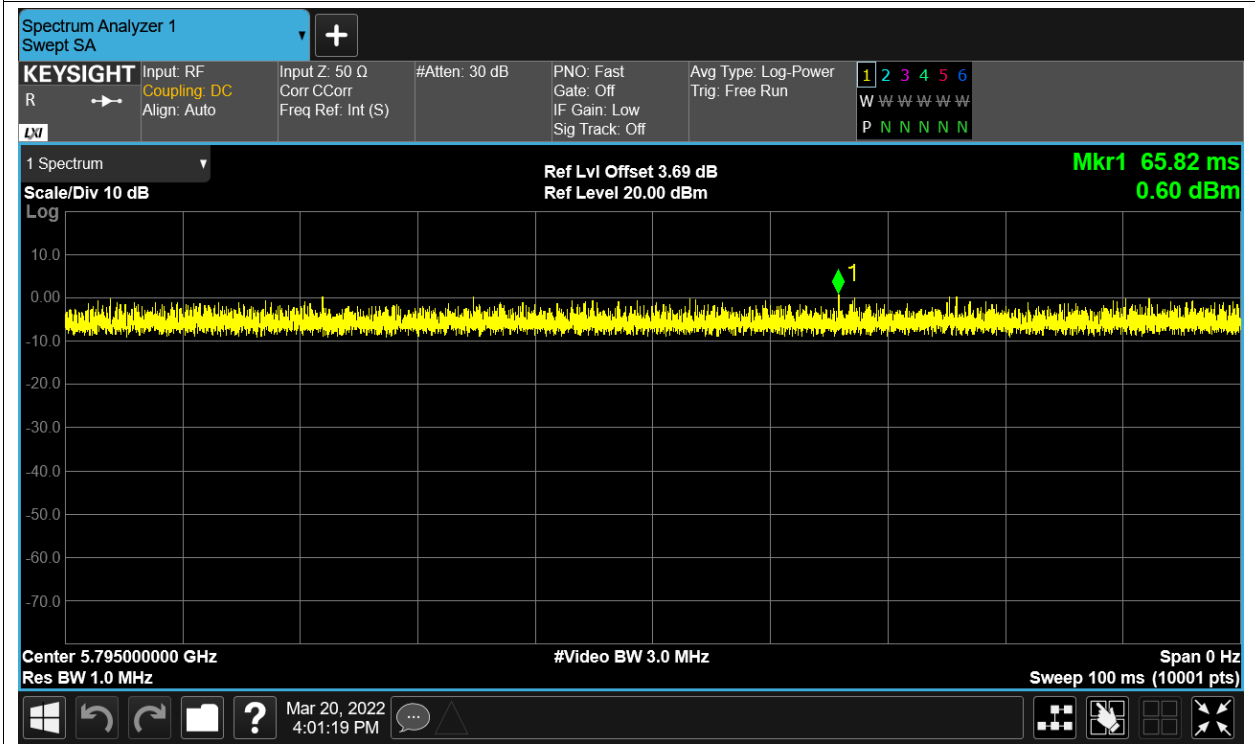 Spectrum Analyzer 1
Swept SA
+
KEYSIGHT
R
LXI
Input: RF
Coupling: DC
Align: Auto
Input Z: 50 Ω
Corr CCorr
Freq Ref: Int (S)
#Atten: 30 dB
PNO: Fast
Gate: Off
IF Gain: Low
Sig Track: Off
Avg Type: Log-Power
Trig: Free Run
1 2 3 4 5 6
W W W W W W
P N N N N N
1 Spectrum
Scale/Div 10 dB
Ref Lvl Offset 3.69 dB
Ref Level 20.00 dBm
Mkr1 65.82 ms
0.60 dBm
Log
10.0
0.00
-10.0
-20.0
-30.0
-40.0
-50.0
-60.0
-70.0
1
Center 5.795000000 GHz
Res BW 1.0 MHz
#Video BW 3.0 MHz
Span 0 Hz
Sweep 100 ms (10001 pts)
?
Mar 20, 2022
4:01:19 PM